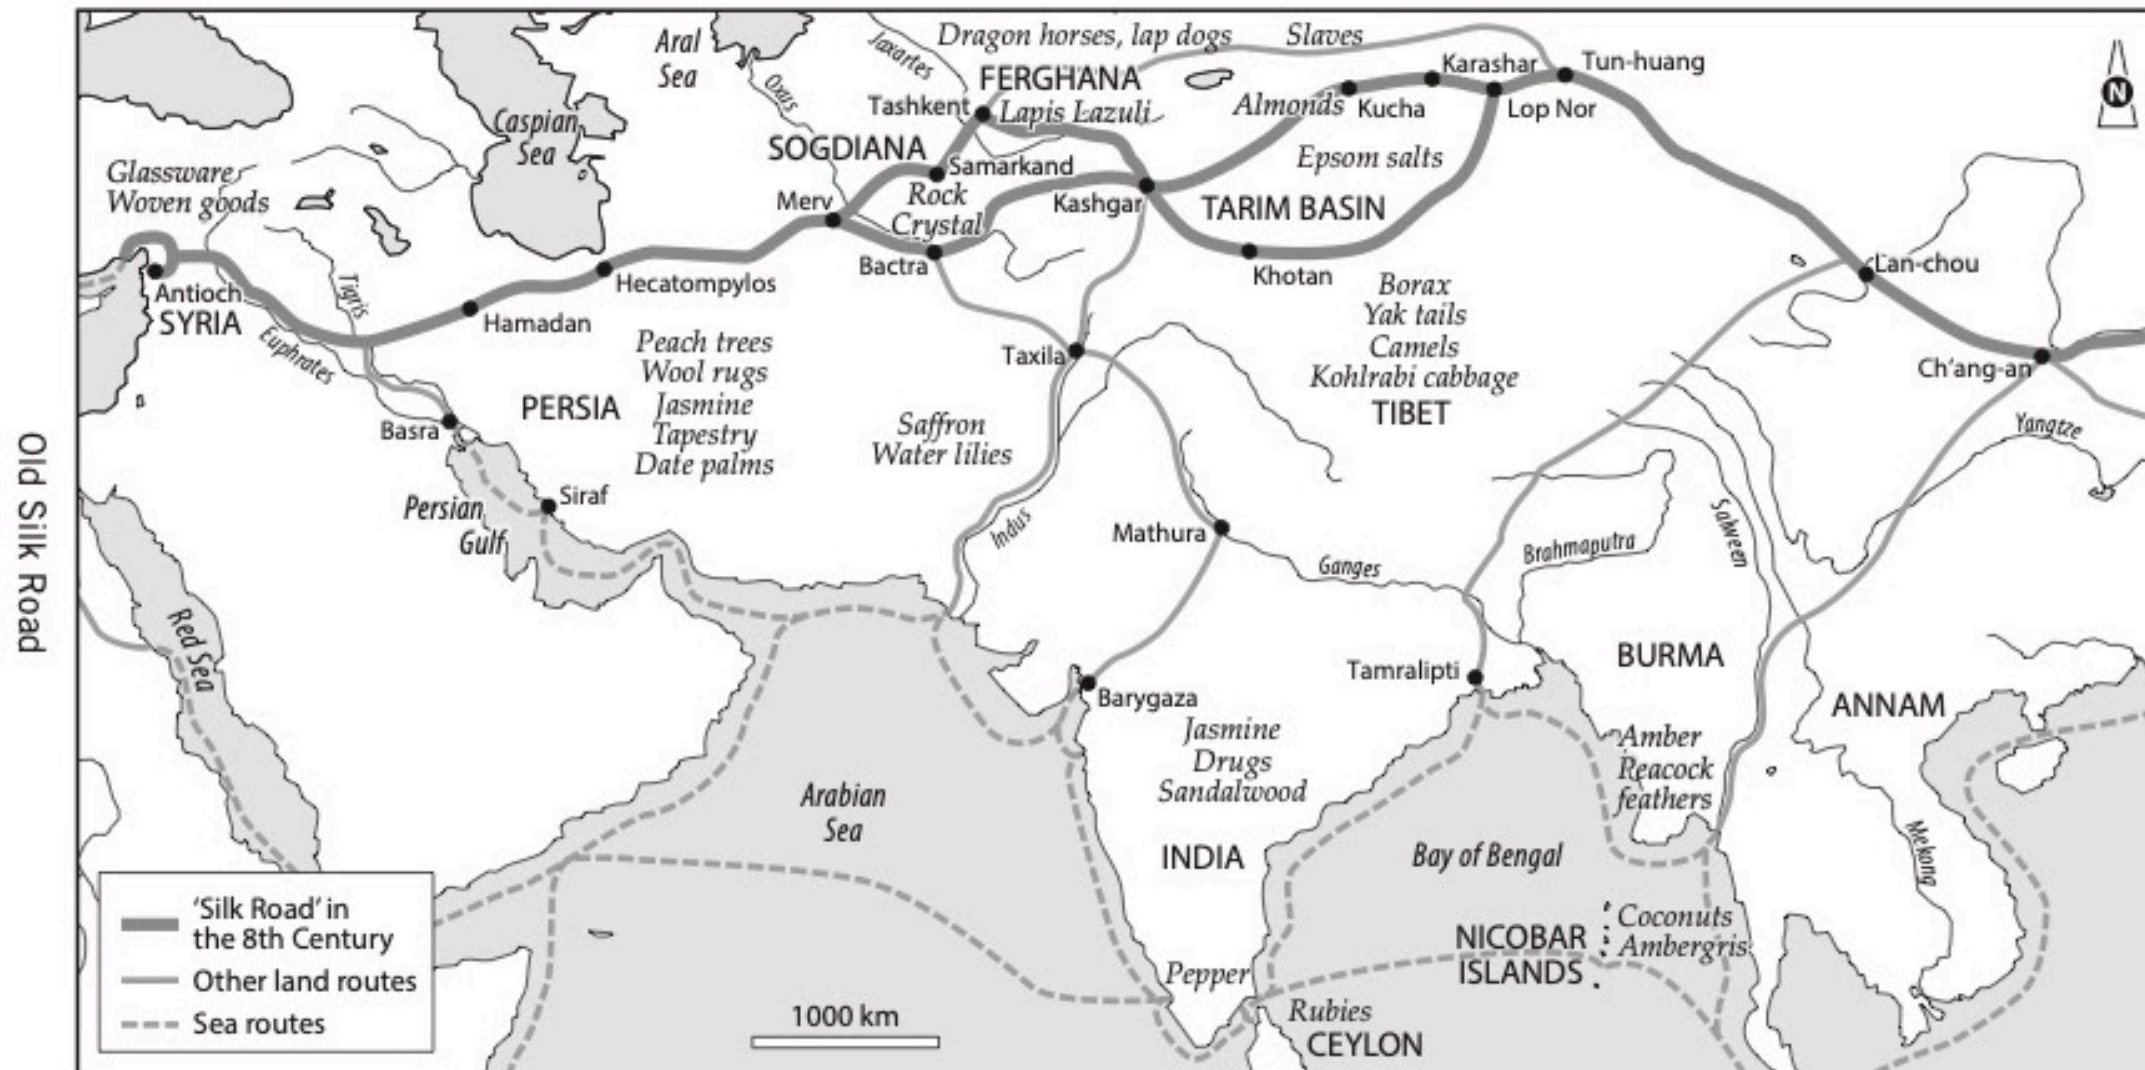 Old Silk Road
Aral
Sea
Jaxartes
Dragon horses, lap dogs
Slaves
Karashar
Tun-huang
N
FERGHANA
Oxus
Tashkent
Lapis Lazuli
Almonds
Kucha
Lop Nor
Caspian
Sea
SOGDIANA
Samarkand
Epsom salts
Glassware
Woven goods
Merv
Rock
Crystal
Kashgar
TARIM BASIN
Bactra
Khotan
Lan-chou
Antioch
SYRIA
Tigris
Euphrates
Hecatompylos
Hamadan
Borax
Yak tails
Camels
Kohlrabi cabbage
TIBET
Peach trees
Wool rugs
Jasmine
Tapestry
Date palms
PERSIA
Taxila
Ch'ang-an
Basra
Saffron
Water lilies
Yangtze
Siraf
Persian
Gulf
Indus
Mathura
Ganges
Brahmaputra
Salween
Red Sea
BURMA
Tamralipti
Barygaza
ANNAM
Jasmine
Drugs
Sandalwood
Amber
Peacock
feathers
Arabian
Sea
INDIA
Bay of Bengal
Mekong
'Silk Road' in
the 8th Century
Other land routes
Sea routes
NICOBAR
ISLANDS
Coconuts
Ambergris
Pepper
1000 km
Rubies
CEYLON